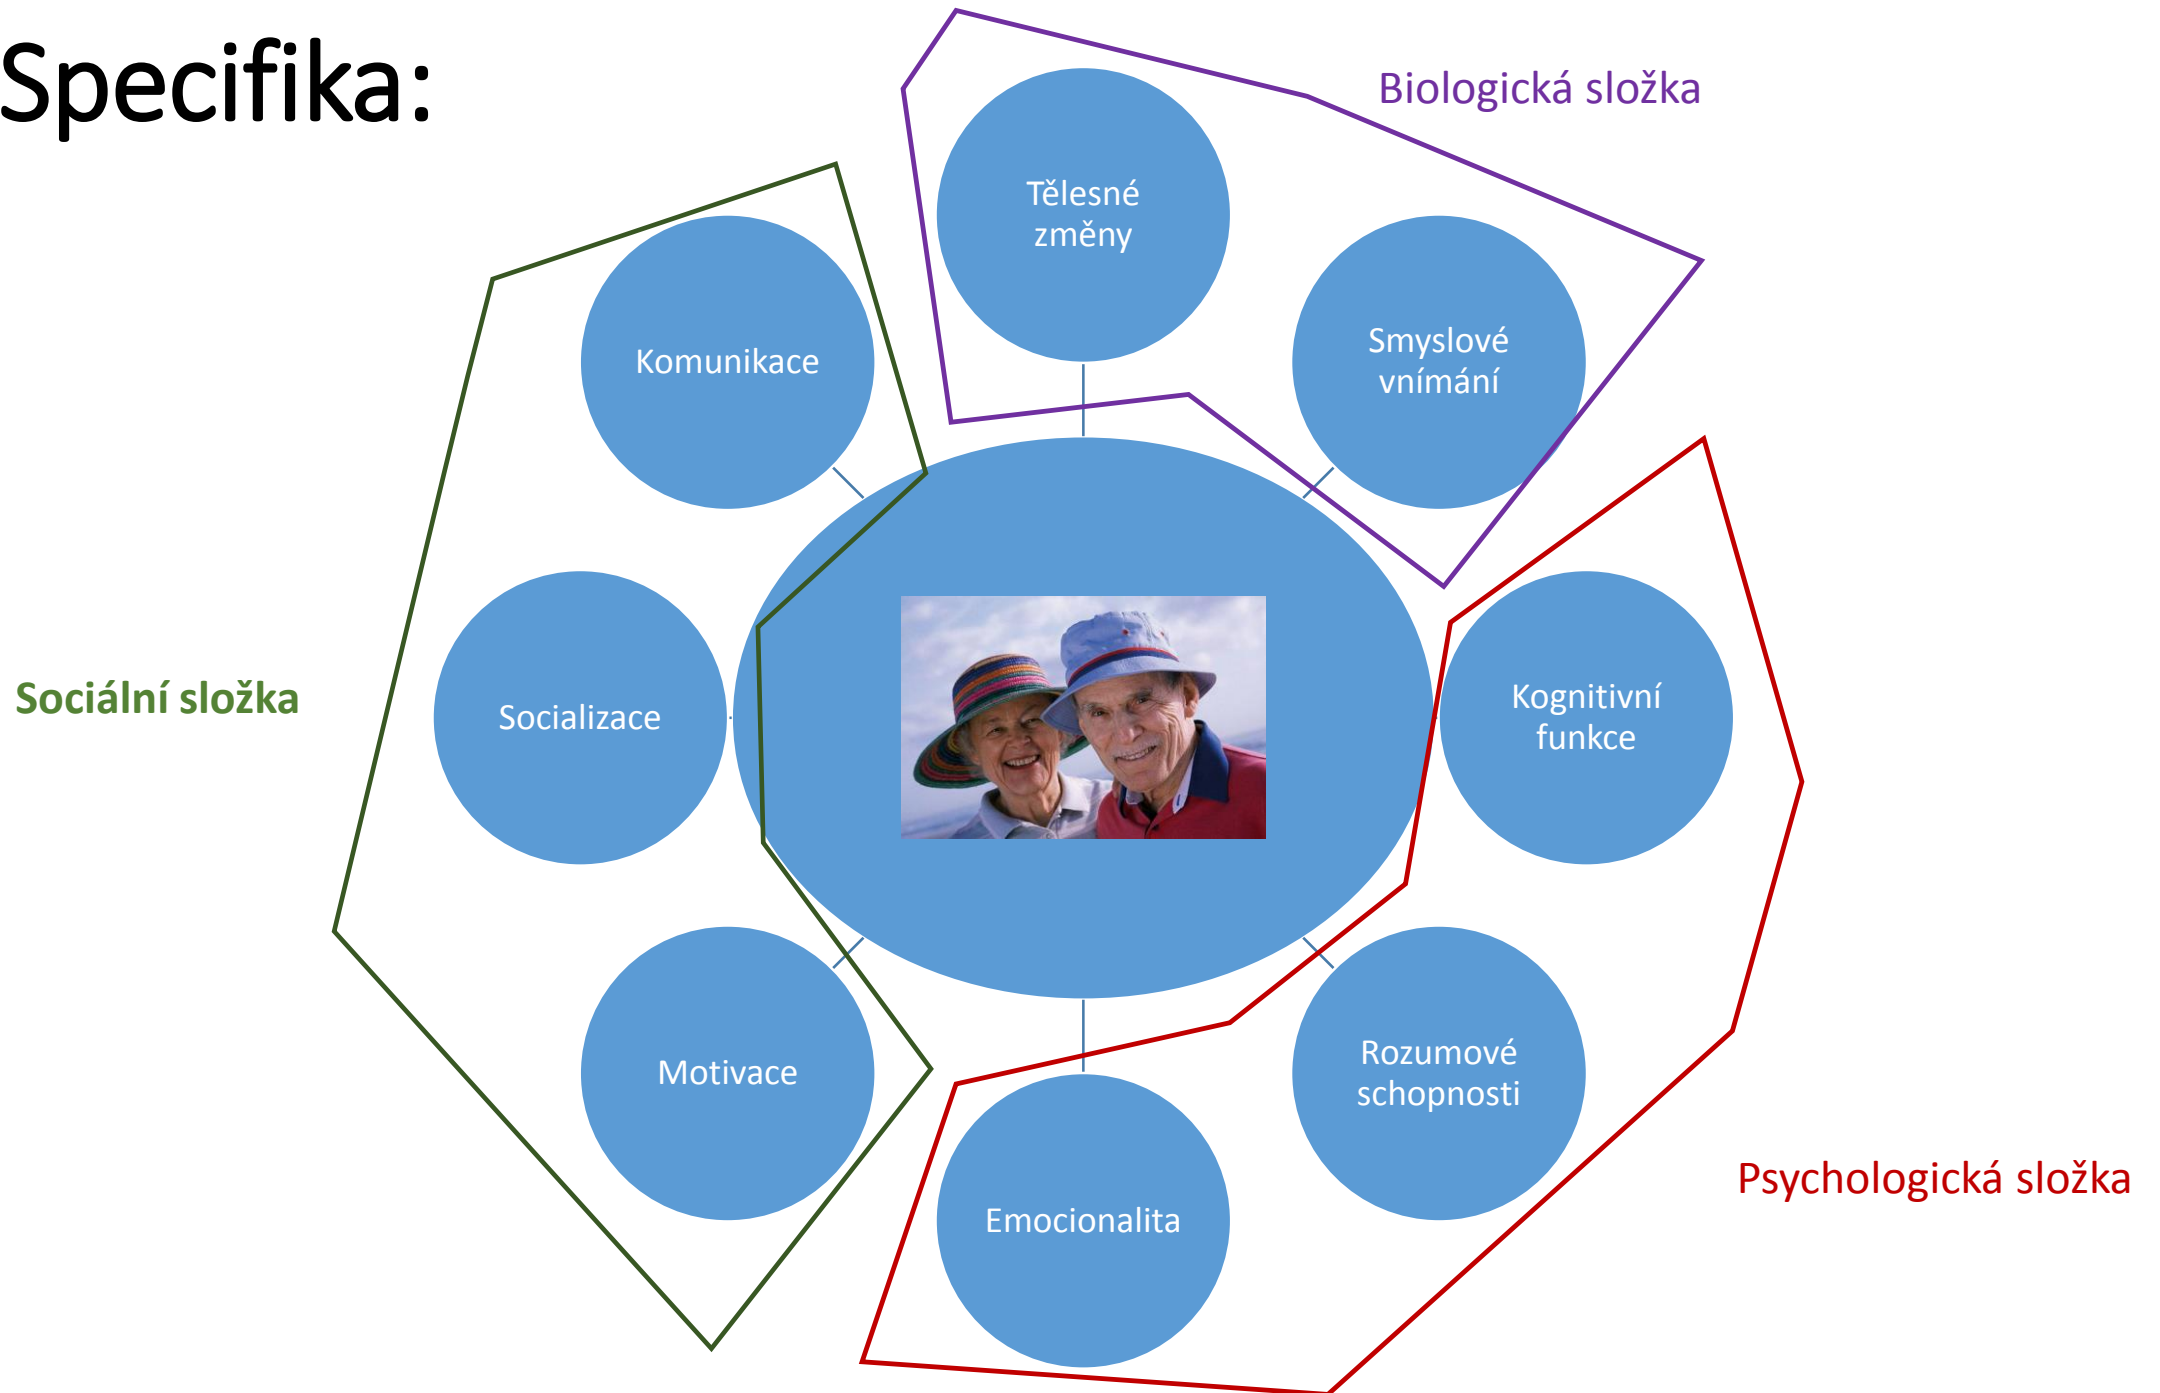 Specifika:
Biologická složka
Tělesné
změny
Smyslové
vnímání
Komunikace
Sociální složka
Socializace
Kognitivní
funkce
Motivace
Rozumové
schopnosti
Psychologická složka
Emocionalita